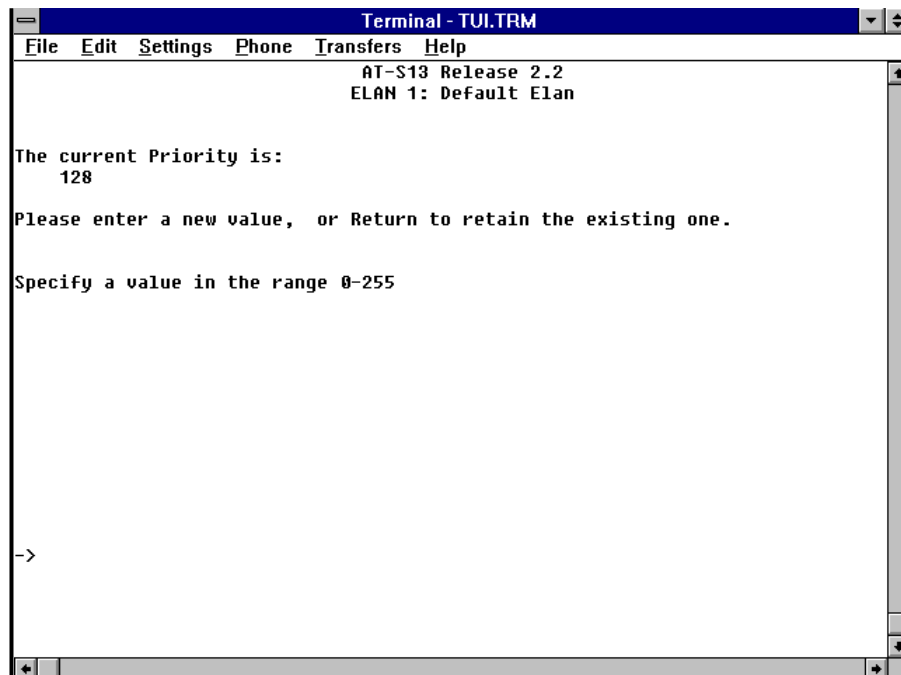 Terminal - TUI.TRM
File Edit Settings Phone Transfers Help
AT-S13 Release 2.2
ELAN 1: Default Elan
The current Priority is:
128
Please enter a new value, or Return to retain the existing one.
Specify a value in the range 0-255
->